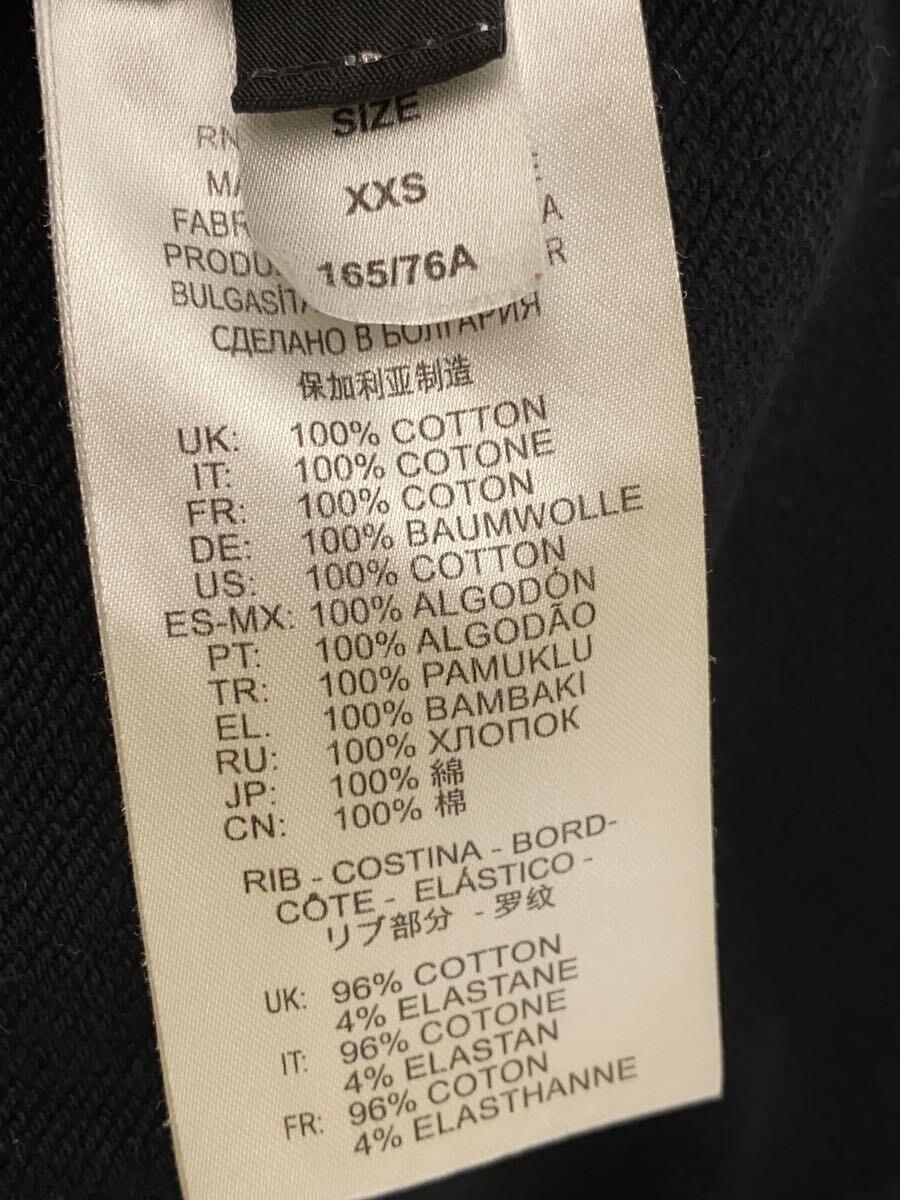 SIZE
XXS
165/76A
RN
СДЕЛАНО В БОЛГАРИЯ
保加利亚制造
UK: 100% COTTON
IT: 100% COTONE
FR: 100% COTON
DE: 100% BAUMWOLLE
US: 100% COTTON
ES-MX: 100% ALGODÓN
PT: 100% ALGODÃO
TR: 100% PAMUKLU
EL: 100% BAMBAKI
RU: 100% ХЛОПОК
JP: 100% 綿
CN: 100% 棉
RIB - COSTINA - BORD-
CÔTE - ELÁSTICO -
リブ部分 - 罗纹
UK: 96% COTTON
4% ELASTANE
IT: 96% COTONE
4% ELASTAN
FR: 96% COTON
4% ELASTHANNE